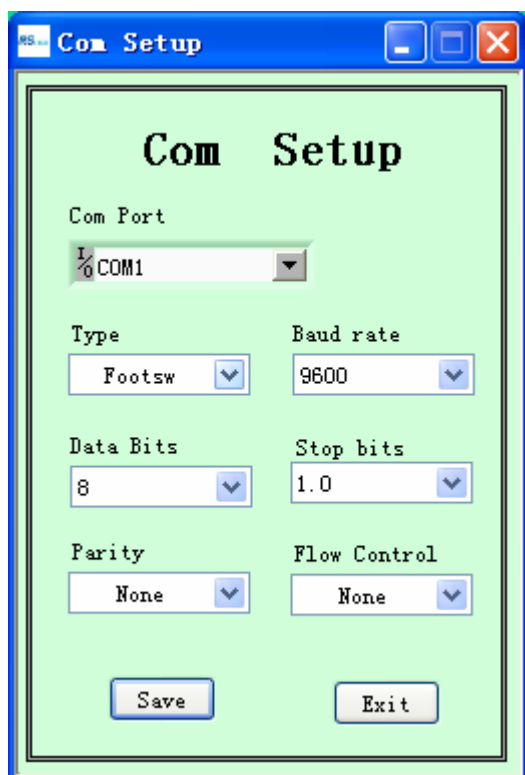 Com Setup
Com Setup
Com Port
I/O COM1
Type Baud rate
Footsw 9600
Data Bits Stop bits
8 1.0
Parity Flow Control
None None
Save Exit